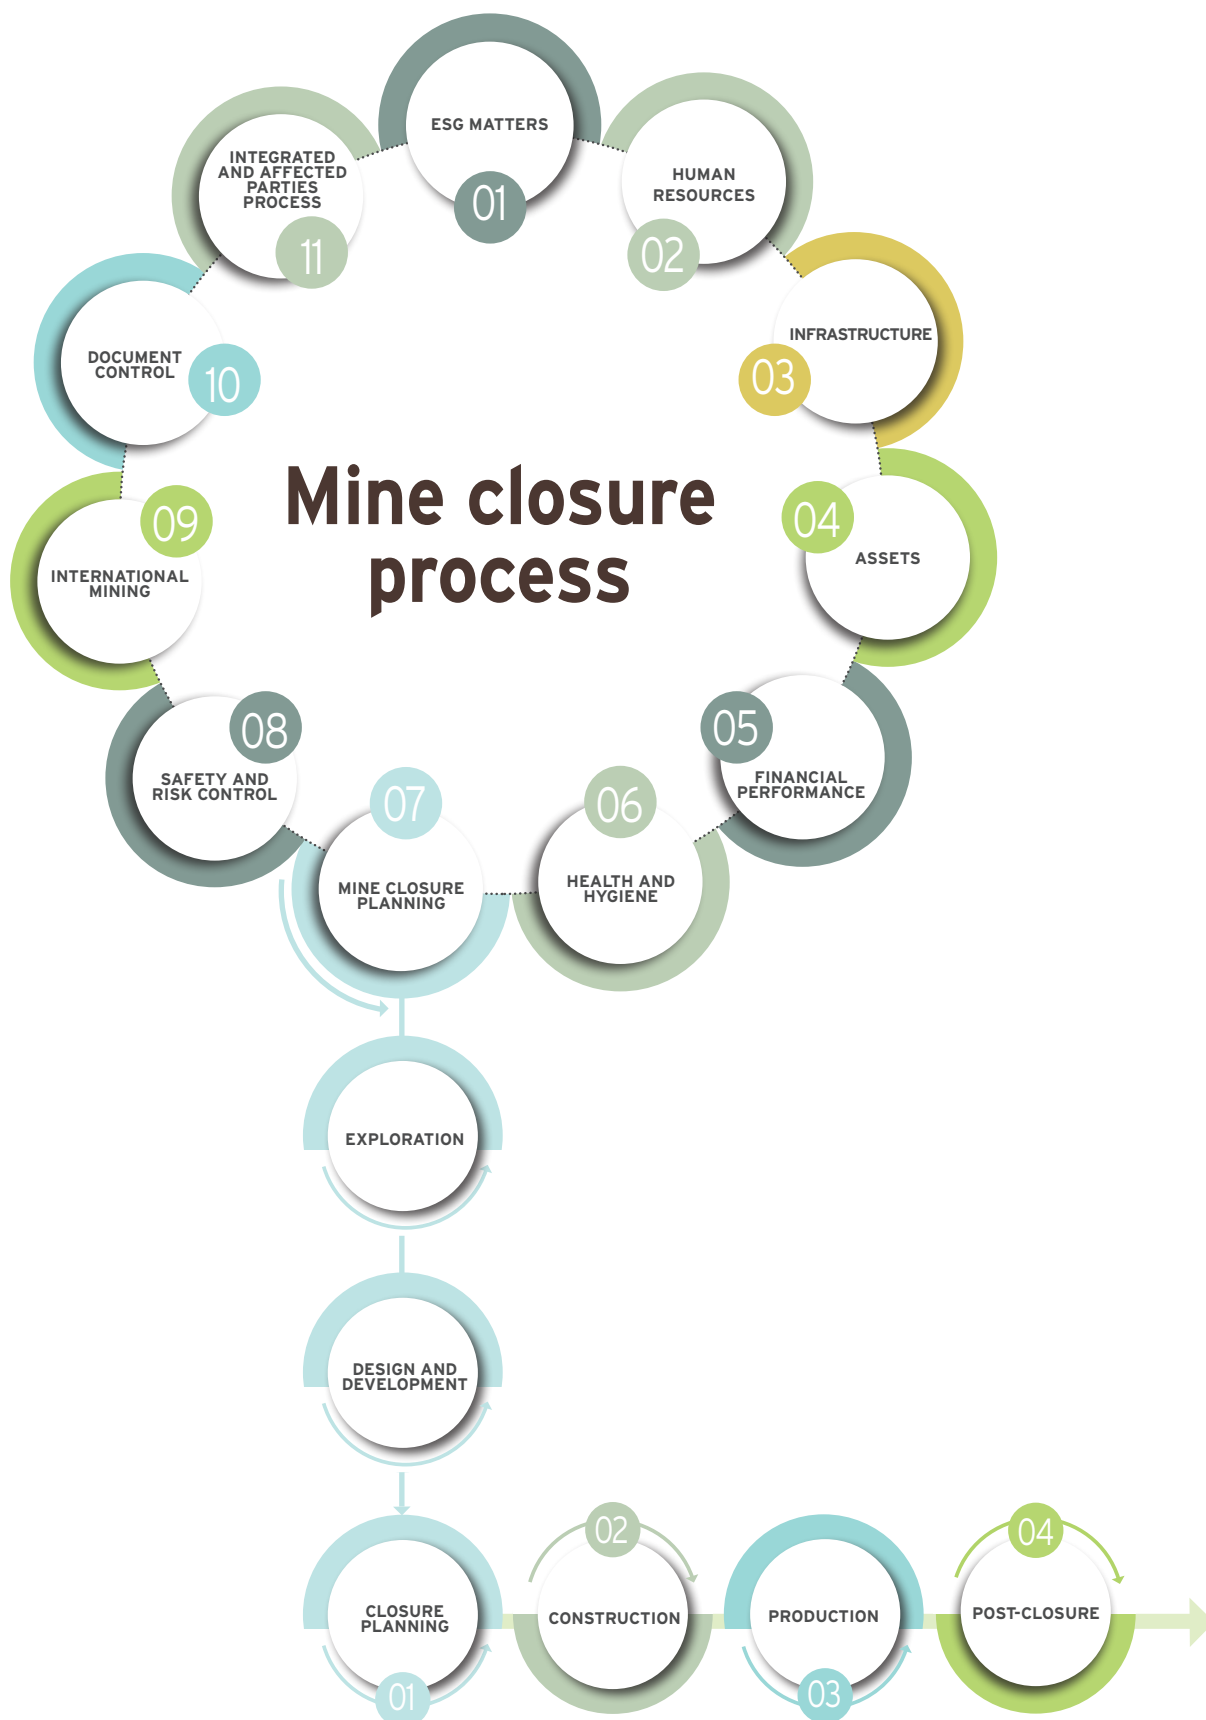 Mine closure
process
ESG MATTERS
01
HUMAN
RESOURCES
02
INFRASTRUCTURE
03
04
ASSETS
05
FINANCIAL
PERFORMANCE
06
HEALTH AND
HYGIENE
07
MINE CLOSURE
PLANNING
08
SAFETY AND
RISK CONTROL
09
INTERNATIONAL
MINING
DOCUMENT
CONTROL
10
INTEGRATED
AND AFFECTED
PARTIES
PROCESS
11
EXPLORATION
DESIGN AND
DEVELOPMENT
CLOSURE
PLANNING
01
02
CONSTRUCTION
PRODUCTION
03
04
POST-CLOSURE